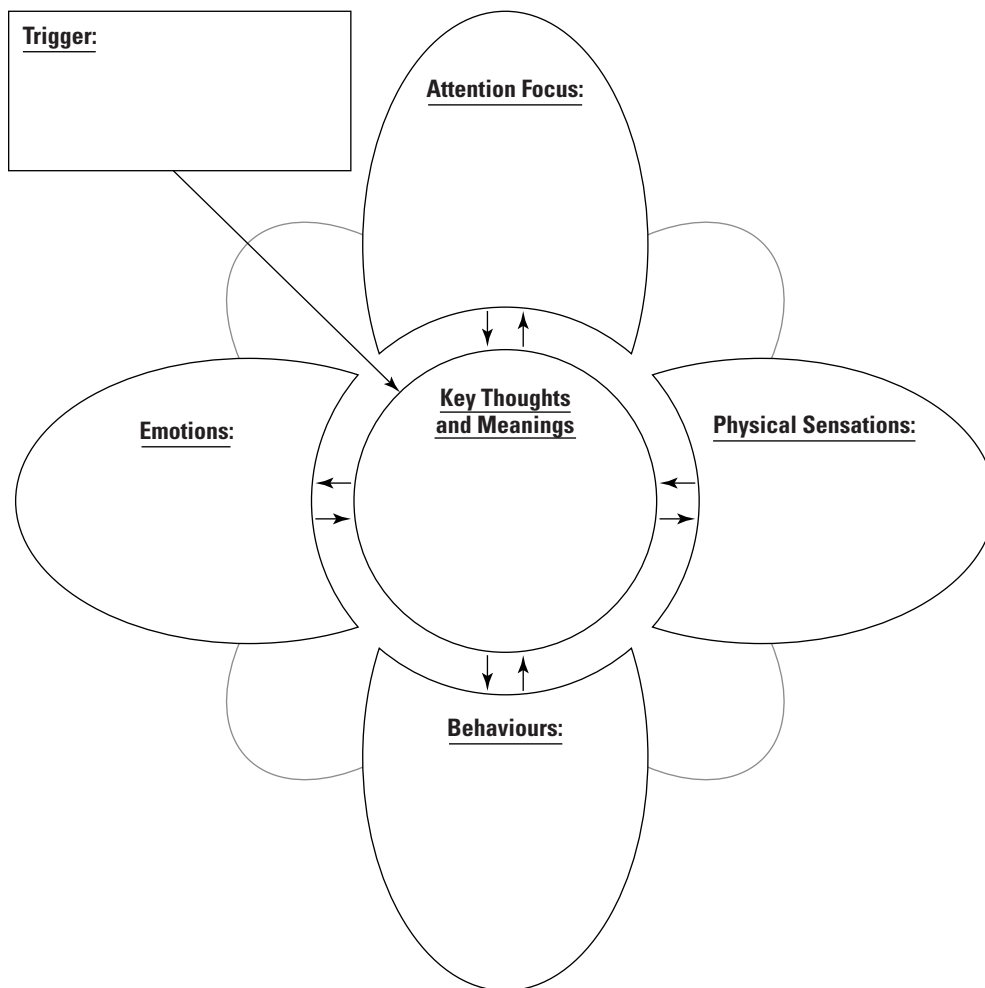 Trigger:
Attention Focus:
Key Thoughts
and Meanings
Emotions:
Physical Sensations:
Behaviours: